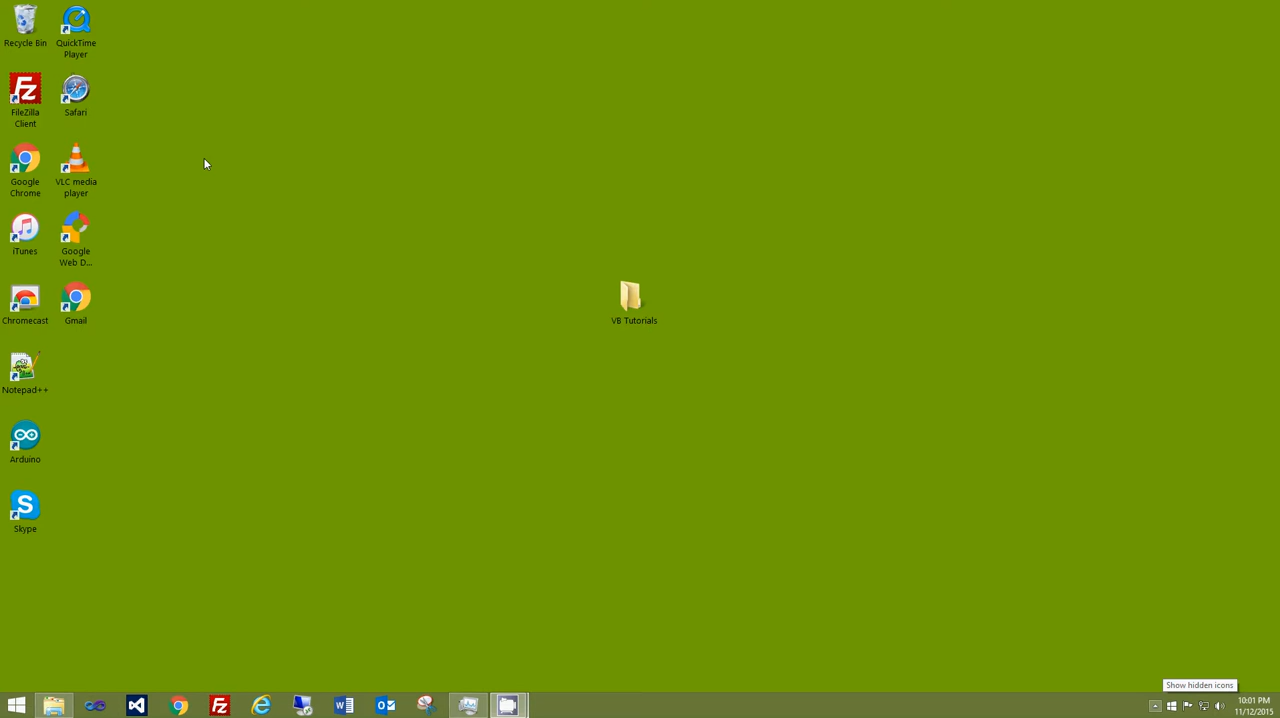 Recycle Bin
QuickTime
Player
FileZilla
Client
Safari
Google
Chrome
VLC media
player
iTunes
Google
Web D...
Chromecast
Gmail
Notepad++
Arduino
Skype
VB Tutorials
Show hidden icons
10:01 PM
11/12/2015